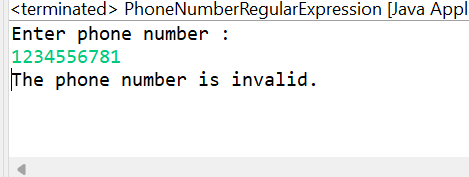 <terminated> PhoneNumberRegularExpression [Java Appl
Enter phone number :
1234556781
The phone number is invalid.